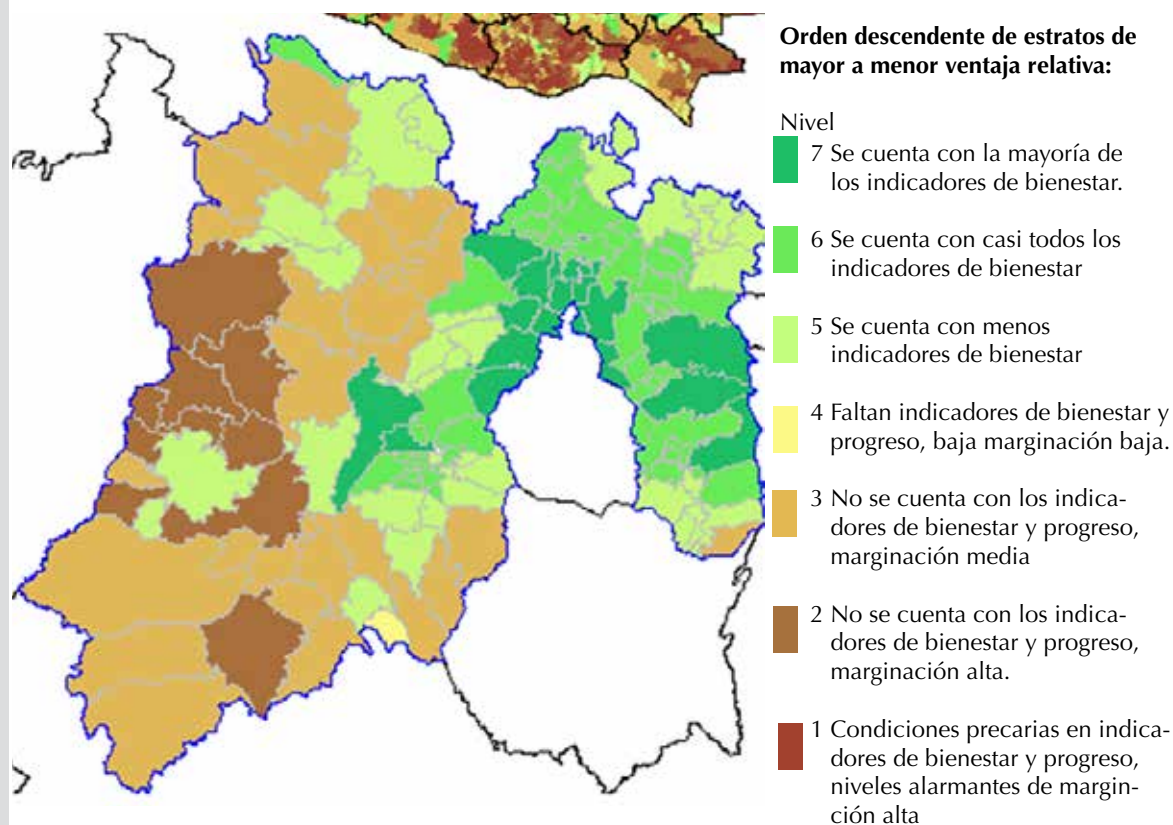 Orden descendente de estratos de
mayor a menor ventaja relativa:
Nivel
7 Se cuenta con la mayoría de
los indicadores de bienestar.
6 Se cuenta con casi todos los
indicadores de bienestar
5 Se cuenta con menos
indicadores de bienestar
4 Faltan indicadores de bienestar y
progreso, baja marginación baja.
3 No se cuenta con los indica-
dores de bienestar y progreso,
marginación media
2 No se cuenta con los indica-
dores de bienestar y progreso,
marginación alta.
1 Condiciones precarias en indica-
dores de bienestar y progreso,
niveles alarmantes de margin-
ción alta